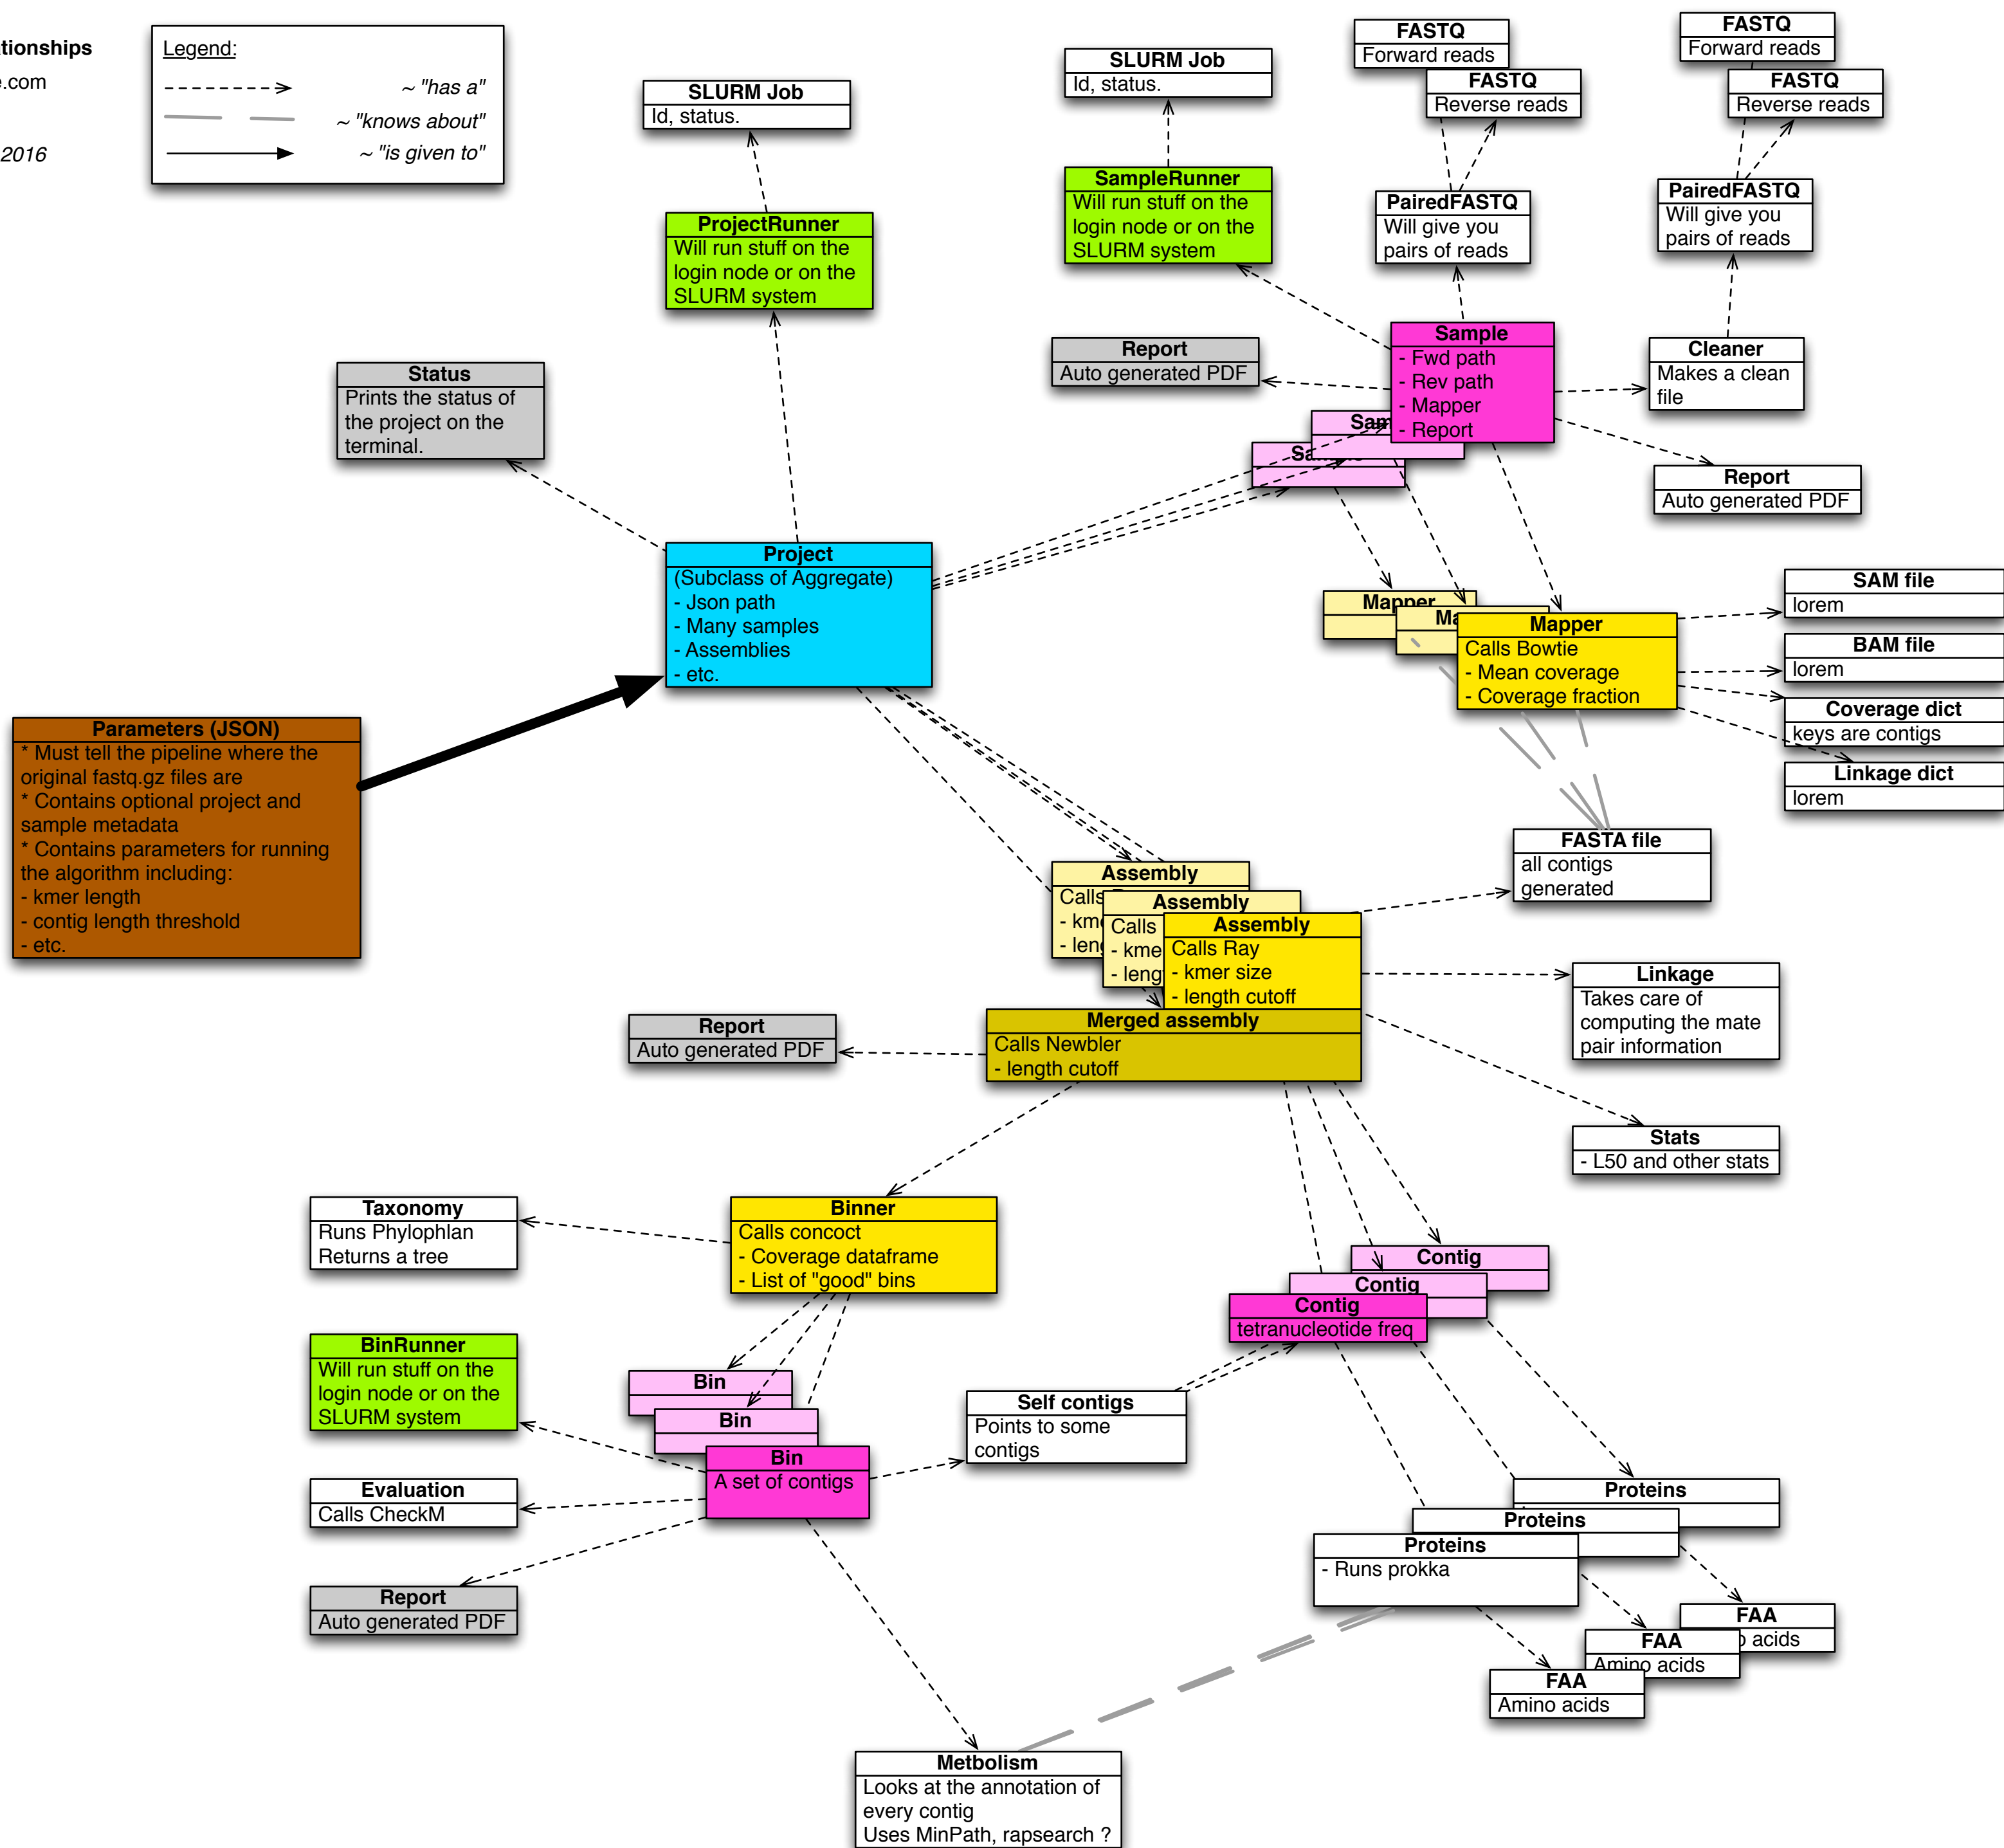 Legend:
~ "has a"
~ "knows about"
~ "is given to"
2016
SLURM Job
Id, status.
ProjectRunner
Will run stuff on the
login node or on the
SLURM system
Status
Prints the status of
the project on the
terminal.
SLURM Job
Id, status.
SampleRunner
Will run stuff on the
login node or on the
SLURM system
FASTQ
Forward reads
FASTQ
Reverse reads
PairedFASTQ
Will give you
pairs of reads
FASTQ
Forward reads
FASTQ
Reverse reads
PairedFASTQ
Will give you
pairs of reads
Report
Auto generated PDF
Sample
- Fwd path
- Rev path
- Mapper
- Report
Cleaner
Makes a clean
file
Report
Auto generated PDF
Project
(Subclass of Aggregate)
- Json path
- Many samples
- Assemblies
- etc.
Parameters (JSON)
* Must tell the pipeline where the
original fastq.gz files are
* Contains optional project and
sample metadata
* Contains parameters for running
the algorithm including:
- kmer length
- contig length threshold
- etc.
Mapper
Mapper
Calls Bowtie
- Mean coverage
- Coverage fraction
SAM file
lorem
BAM file
lorem
Coverage dict
keys are contigs
Linkage dict
lorem
FASTA file
all contigs
generated
Assembly
Calls
Assembly
Calls
Assembly
Calls Ray
- kmer size
- length cutoff
Merged assembly
Calls Newbler
- length cutoff
Report
Auto generated PDF
Linkage
Takes care of
computing the mate
pair information
Stats
- L50 and other stats
Taxonomy
Runs Phylophlan
Returns a tree
Binner
Calls concoct
- Coverage dataframe
- List of "good" bins
Contig
Contig
Contig
tetranucleotide freq
BinRunner
Will run stuff on the
login node or on the
SLURM system
Bin
Bin
Bin
A set of contigs
Self contigs
Points to some
contigs
Evaluation
Calls CheckM
Report
Auto generated PDF
Proteins
Proteins
Proteins
- Runs prokka
FAA
acids
FAA
Amino acids
FAA
Amino acids
Metbolism
Looks at the annotation of
every contig
Uses MinPath, rapsearch ?